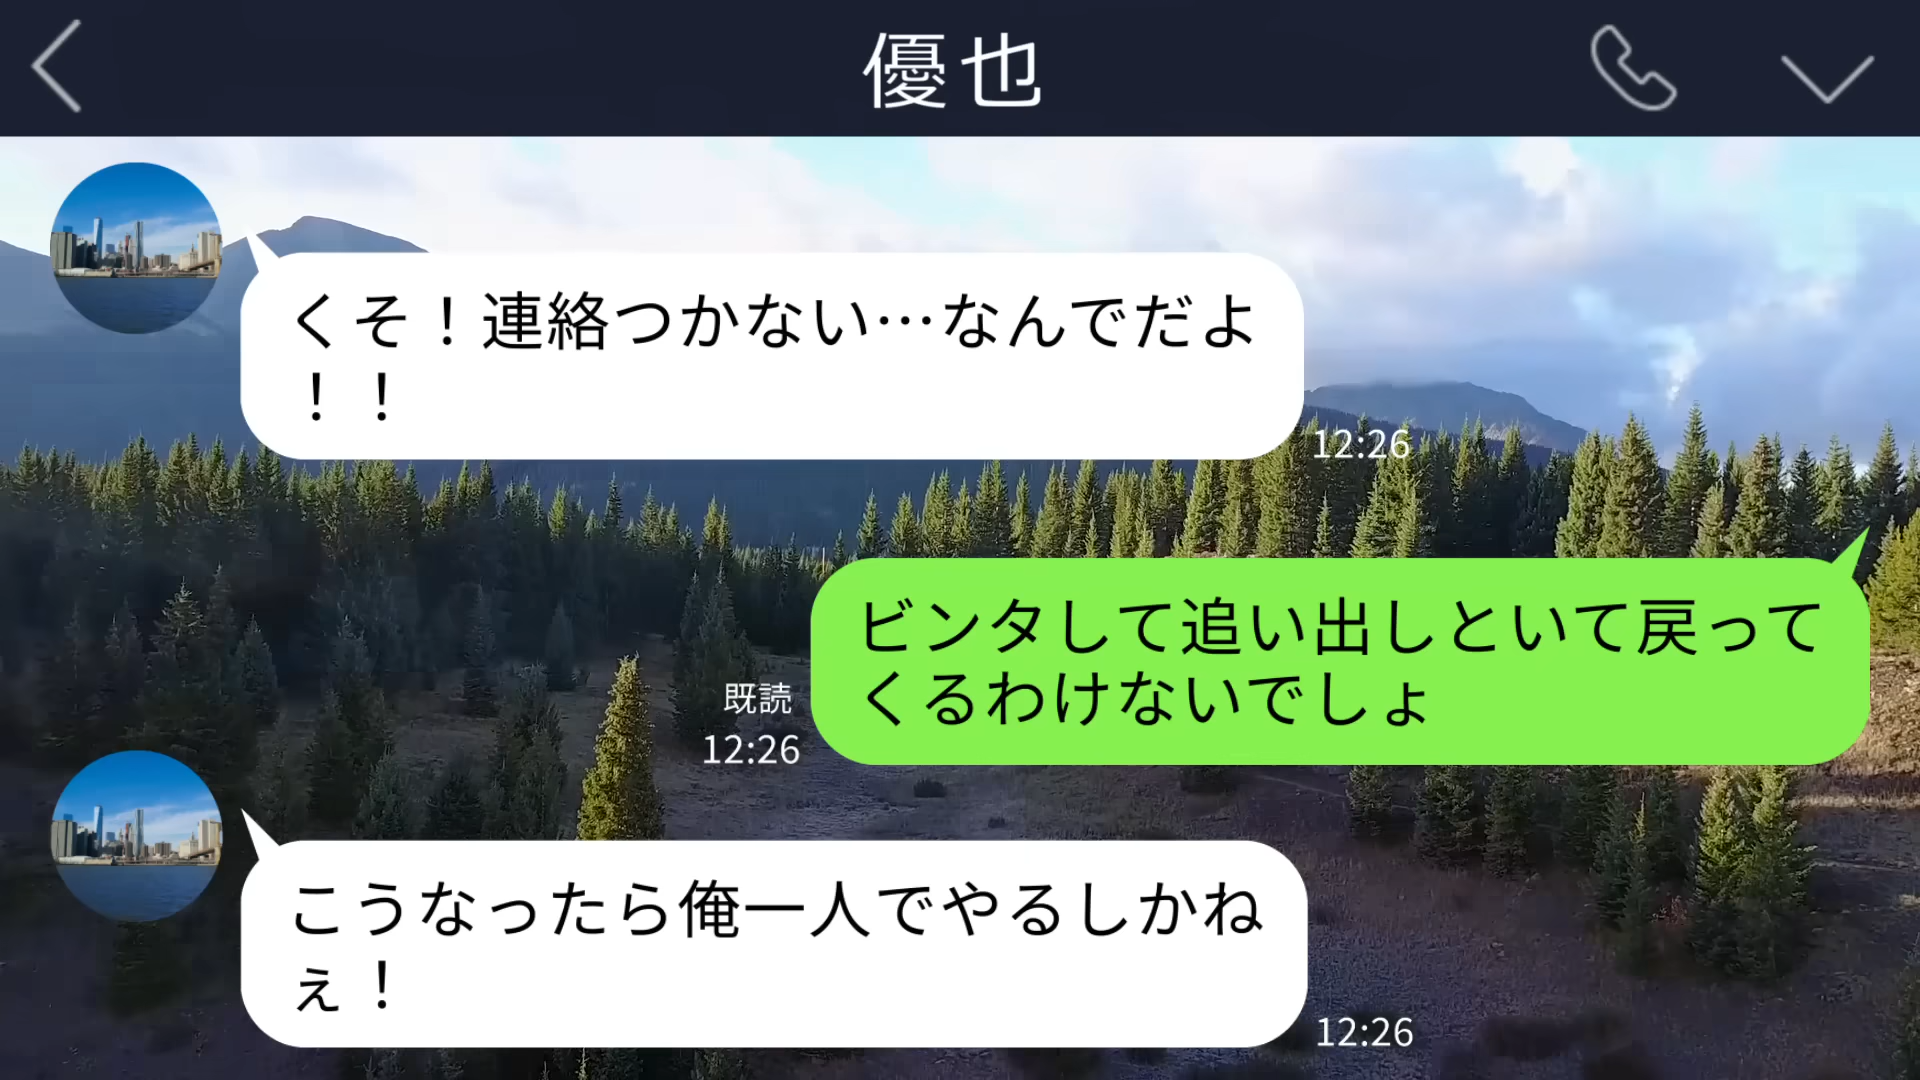 優也
くそ！連絡つかない…なんでだよ
！！
12:26
ビンタして追い出しといて戻って
くるわけないでしょ
既読
12:26
こうなったら俺一人でやるしかね
ぇ！
12:26